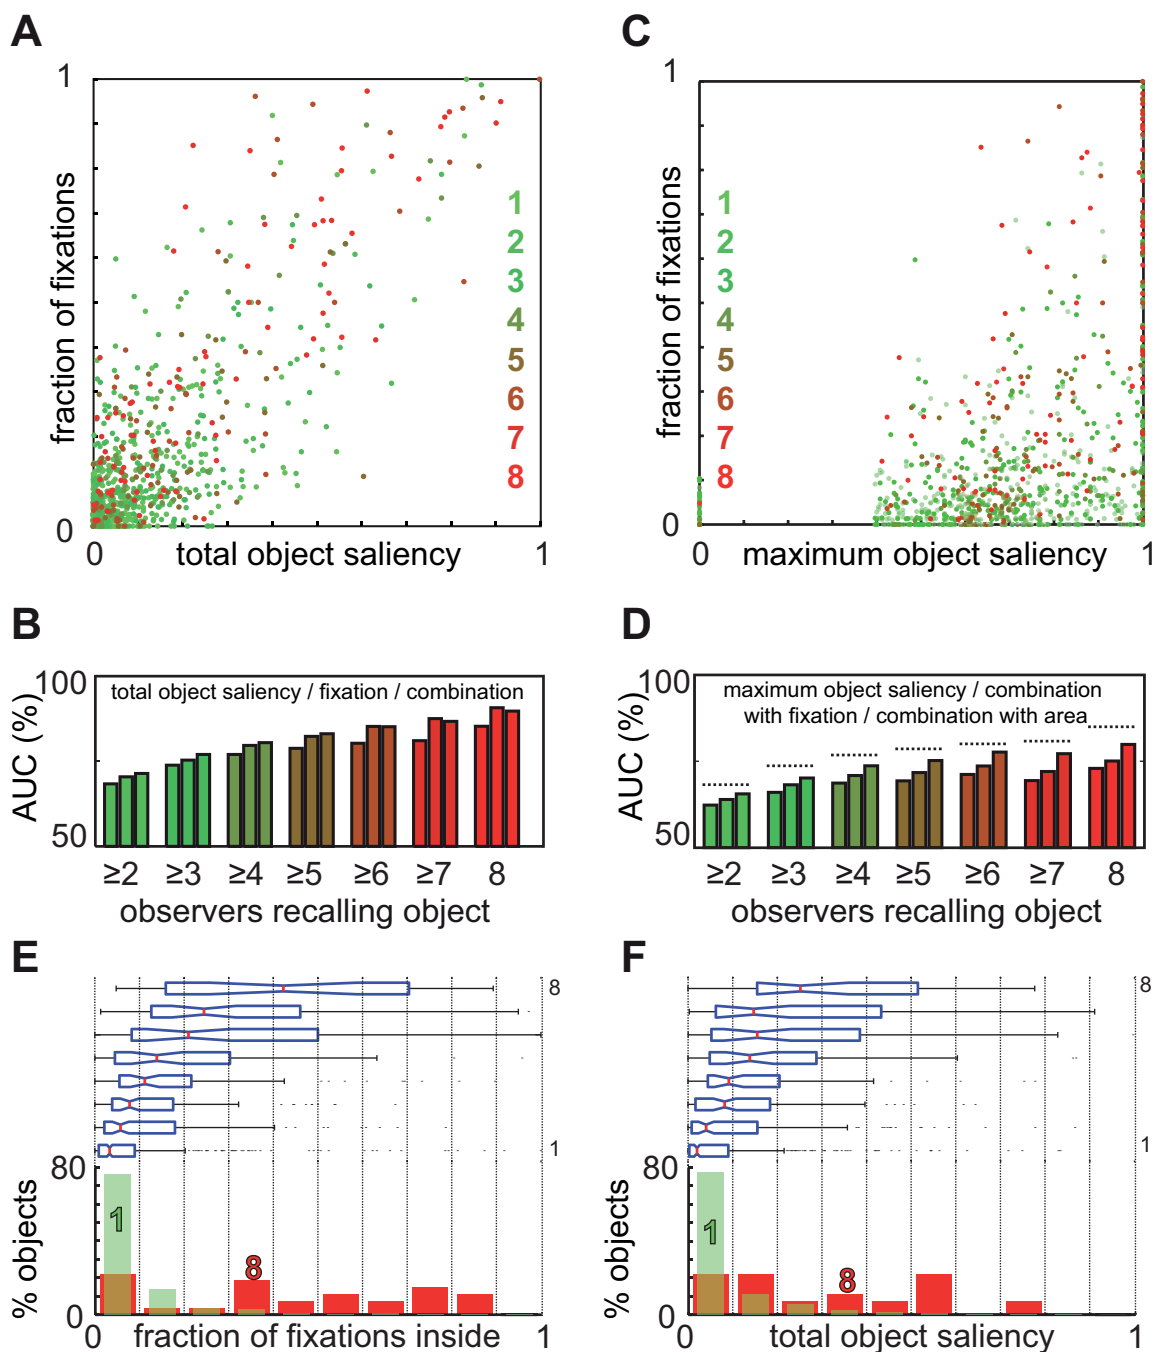 A
1
fraction of fixations
1
2
3
4
5
6
7
8
0
0
total object saliency
1
C
1
fraction of fixations
1
2
3
4
5
6
7
8
0
0
maximum object saliency
1
B
100
total object saliency / fixation / combination
AUC (%)
50
≥2 ≥3 ≥4 ≥5 ≥6 ≥7 8
observers recalling object
D
100
maximum object saliency / combination
with fixation / combination with area
AUC (%)
50
≥2 ≥3 ≥4 ≥5 ≥6 ≥7 8
observers recalling object
E
8
1
80
1
8
% objects
0
0 fraction of fixations inside 1
F
8
1
80
1
8
% objects
0
0 total object saliency 1